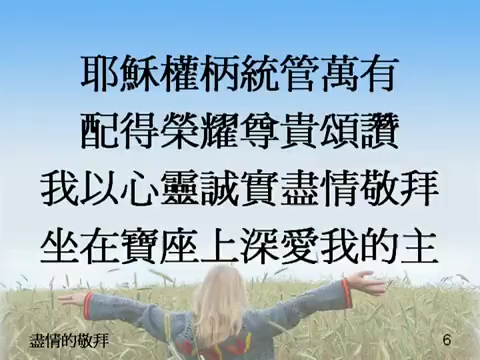 耶穌權柄統管萬有
配得榮耀尊貴頌讚
我以心靈誠實盡情敬拜
坐在寶座上深愛我的主
盡情的敬拜
6